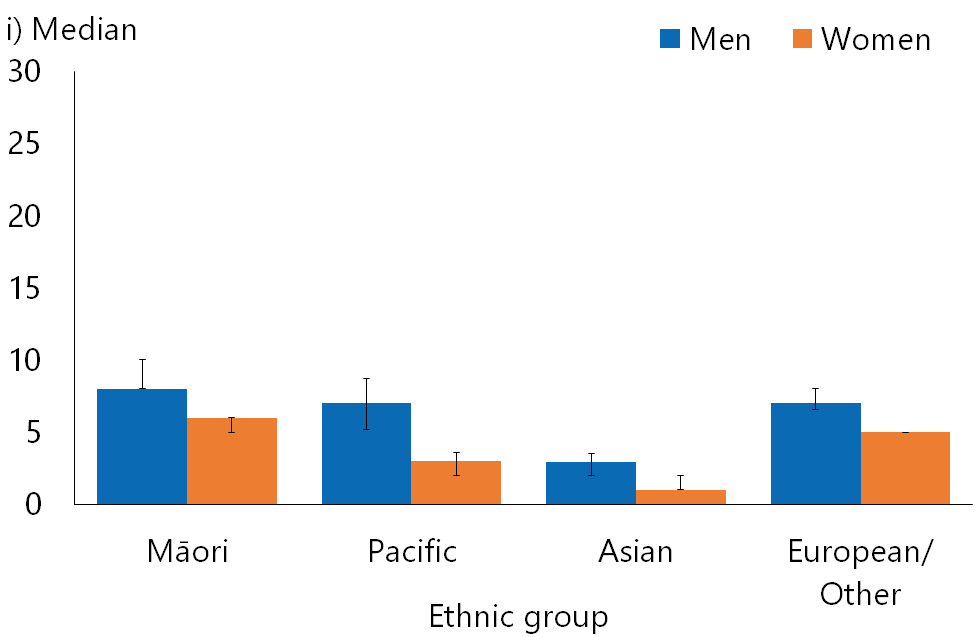 i) Median
Men Women
30
25
20
15
10
5
0
Māori Pacific Asian European/
Other
Ethnic group